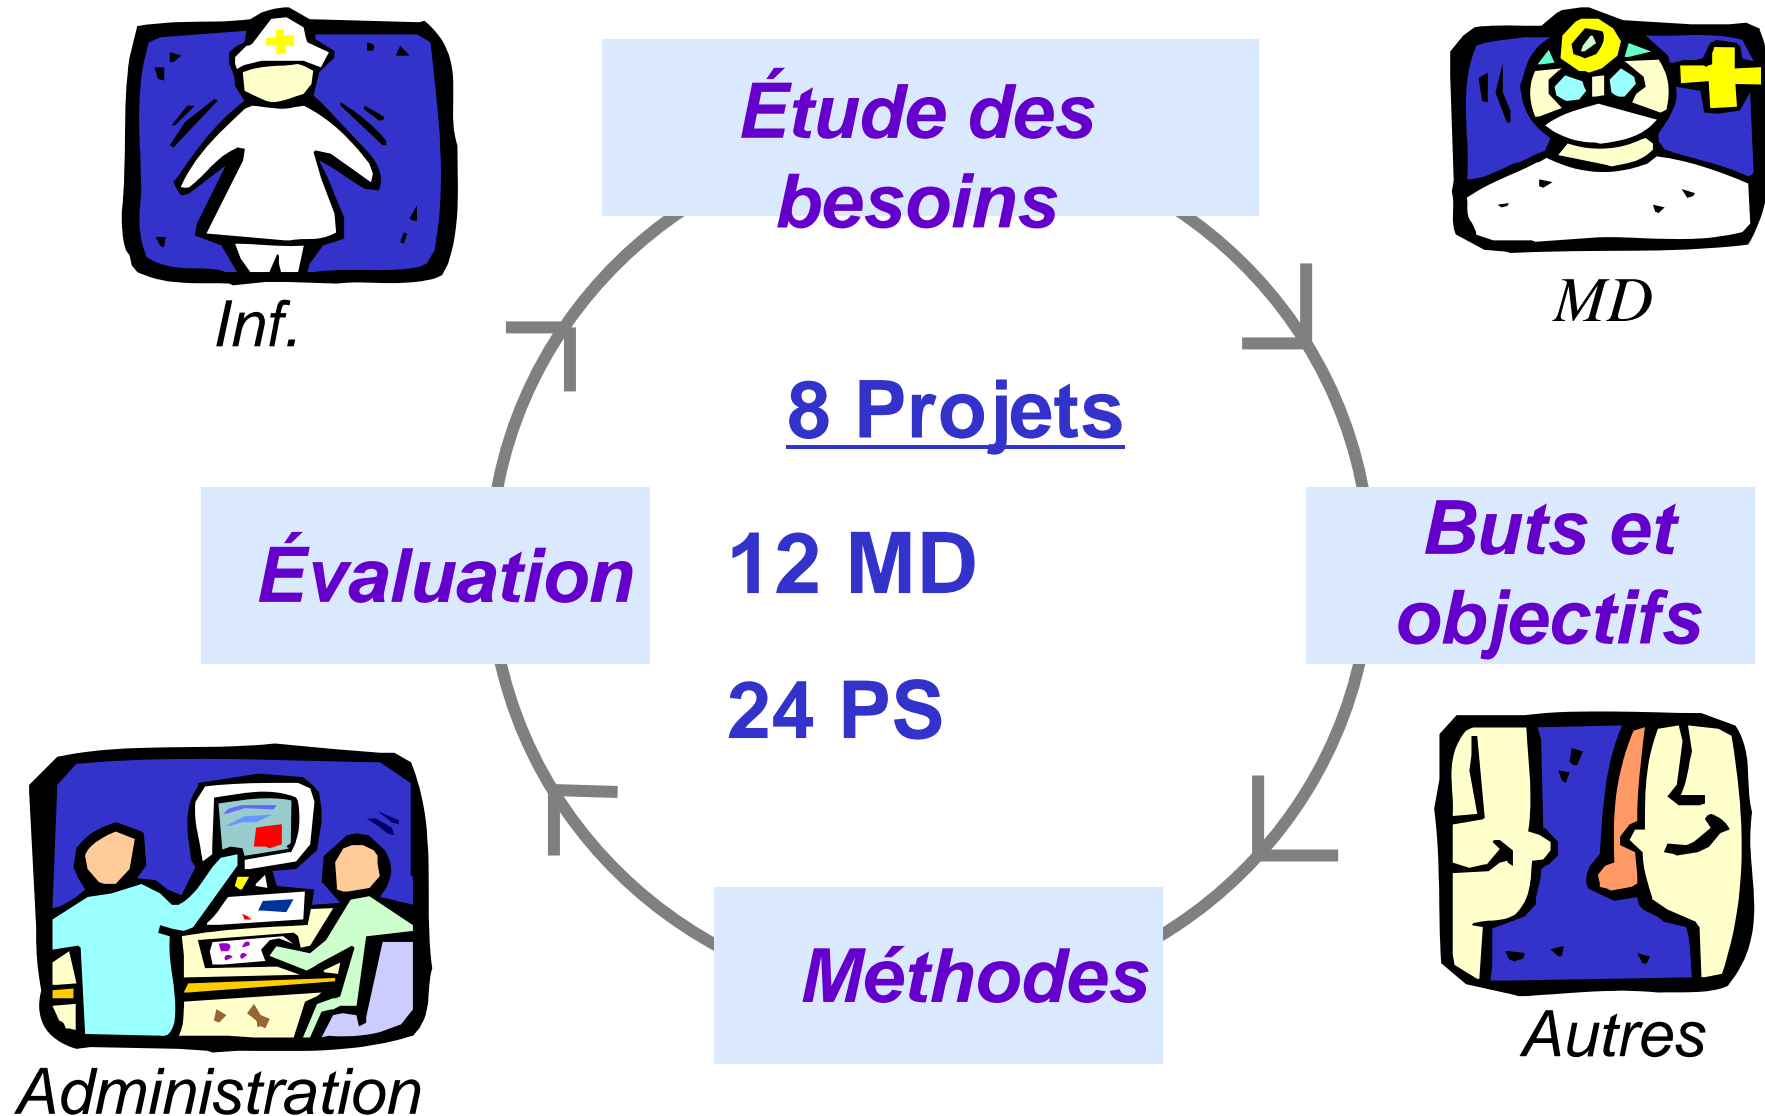 Étude des
besoins
Inf.
MD
8 Projets
12 MD
24 PS
Évaluation
Buts et
objectifs
Méthodes
Autres
Administration